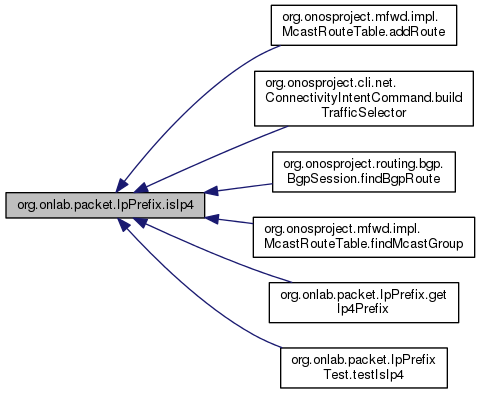 org.onosproject.mfwd.impl.
McastRouteTable.addRoute
org.onosproject.cli.net.
ConnectivityIntentCommand.build
TrafficSelector
org.onosproject.routing.bgp.
BgpSession.findBgpRoute
org.onlab.packet.IpPrefix.isIp4
org.onosproject.mfwd.impl.
McastRouteTable.findMcastGroup
org.onlab.packet.IpPrefix.get
Ip4Prefix
org.onlab.packet.IpPrefix
Test.testIsIp4